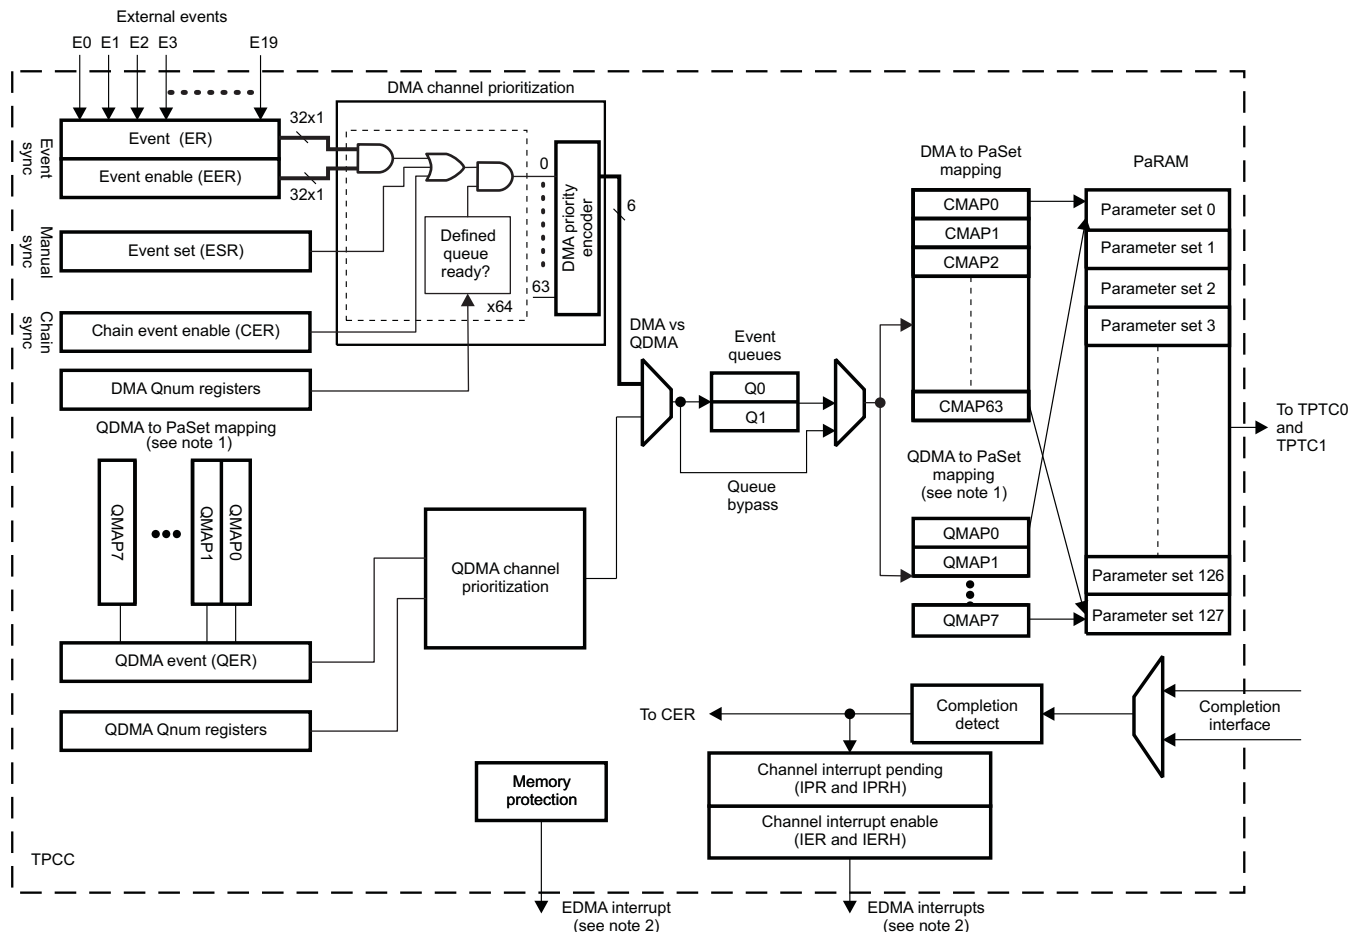 External events
E0 E1 E2 E3 E19
DMA channel prioritization
Event sync
32x1
Event (ER)
Event enable (EER)
32x1
Manual sync
Event set (ESR)
Defined
queue
ready?
x64
0
63
DMA priority
encoder
6
Chain sync
Chain event enable (CER)
DMA Qnum registers
QDMA to PaSet mapping
(see note 1)
QMAP7
QMAP1
QMAP0
QDMA event (QER)
QDMA Qnum registers
QDMA channel
prioritization
DMA vs
QDMA
Event
queues
Q0
Q1
Queue
bypass
DMA to PaSet
mapping
CMAP0
CMAP1
CMAP2
CMAP63
QDMA to PaSet
mapping
(see note 1)
QMAP0
QMAP1
QMAP7
PaRAM
Parameter set 0
Parameter set 1
Parameter set 2
Parameter set 3
Parameter set 126
Parameter set 127
To TPTC0
and
TPTC1
To CER
Completion
detect
Completion
interface
Channel interrupt pending
(IPR and IPRH)
Channel interrupt enable
(IER and IERH)
Memory
protection
TPCC
EDMA interrupt
(see note 2)
EDMA interrupts
(see note 2)